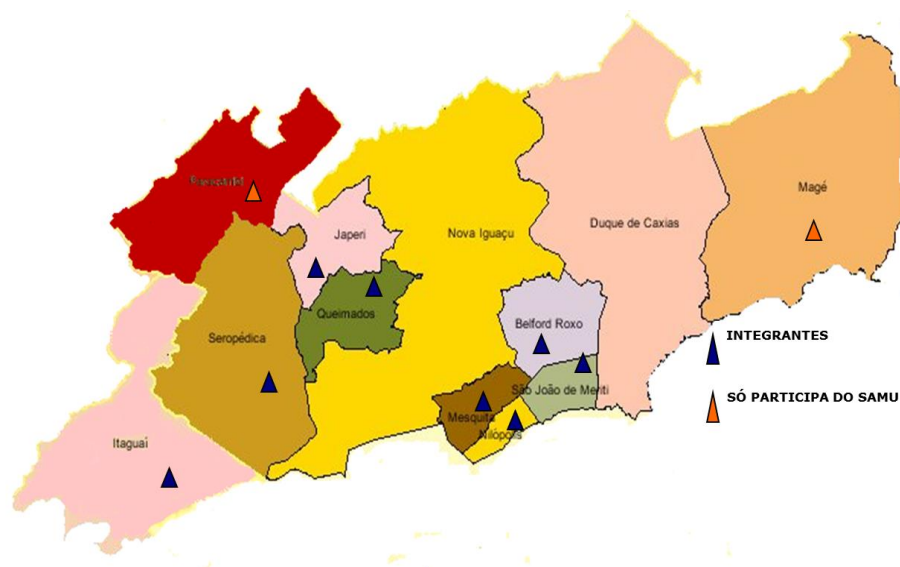 Magé
Duque de Caxias
Japeri
Nova Iguaçu
Queimados
Belford Roxo
INTEGRANTES
Seropédica
São João de Meriti
SÓ PARTICIPA DO SAMU
Mesquita
Nilópolis
Itaguaí